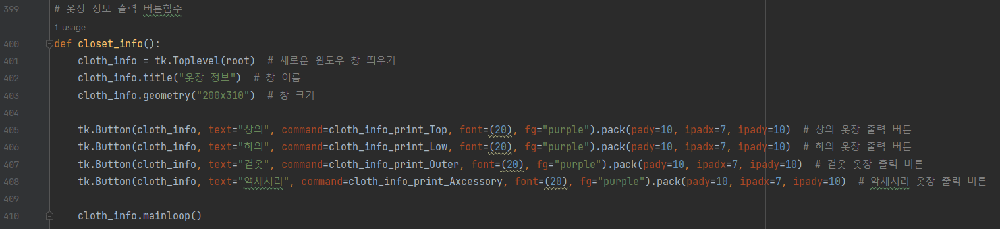 399 # 옷장 정보 출력 버튼함수
1 usage
400 def closet_info():
401 cloth_info = tk.Toplevel(root) # 새로운 윈도우 창 띄우기
402 cloth_info.title("옷장 정보") # 창 이름
403 cloth_info.geometry("200x310") # 창 크기
404
405 tk.Button(cloth_info, text="상의", command=cloth_info_print_Top, font=(20), fg="purple").pack(pady=10, ipadx=7, ipady=10) # 상의 옷장 출력 버튼
406 tk.Button(cloth_info, text="하의", command=cloth_info_print_Low, font=(20), fg="purple").pack(pady=10, ipadx=7, ipady=10) # 하의 옷장 출력 버튼
407 tk.Button(cloth_info, text="겉옷", command=cloth_info_print_Outer, font=(20), fg="purple").pack(pady=10, ipadx=7, ipady=10) # 겉옷 옷장 출력 버튼
408 tk.Button(cloth_info, text="액세서리", command=cloth_info_print_Axcessory, font=(20), fg="purple").pack(pady=10, ipadx=7, ipady=10) # 악세서리 옷장 출력 버튼
409
410 cloth_info.mainloop()